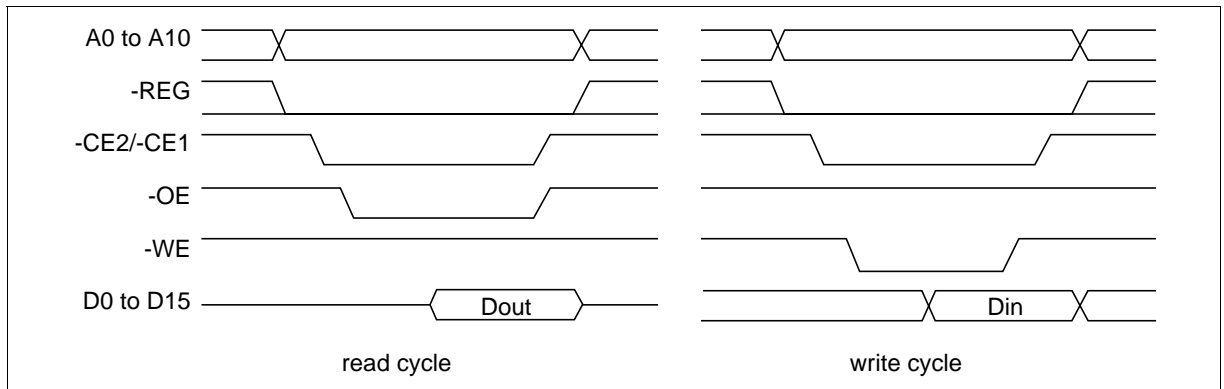 A0 to A10
-REG
-CE2/-CE1
-OE
-WE
D0 to D15
Dout
Din
read cycle
write cycle